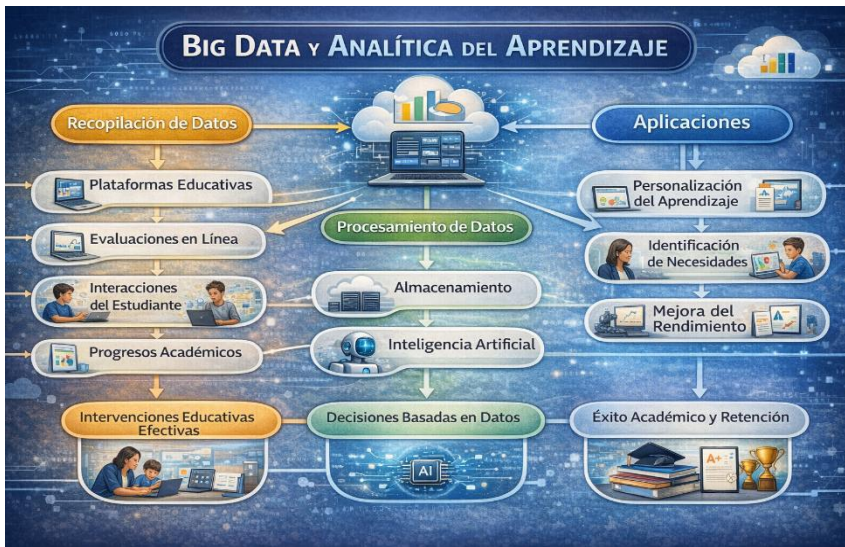 BIG DATA Y ANALÍTICA DEL APRENDIZAJE
Recopilación de Datos
Plataformas Educativas
Evaluaciones en Línea
Interacciones
del Estudiante
Progresos Académicos
Intervenciones Educativas
Efectivas
Procesamiento de Datos
Almacenamiento
Inteligencia Artificial
Decisiones Basadas en Datos
AI
Aplicaciones
Personalización
del Aprendizaje
Identificación
de Necesidades
Mejora del
Rendimiento
Éxito Académico y Retención
A+